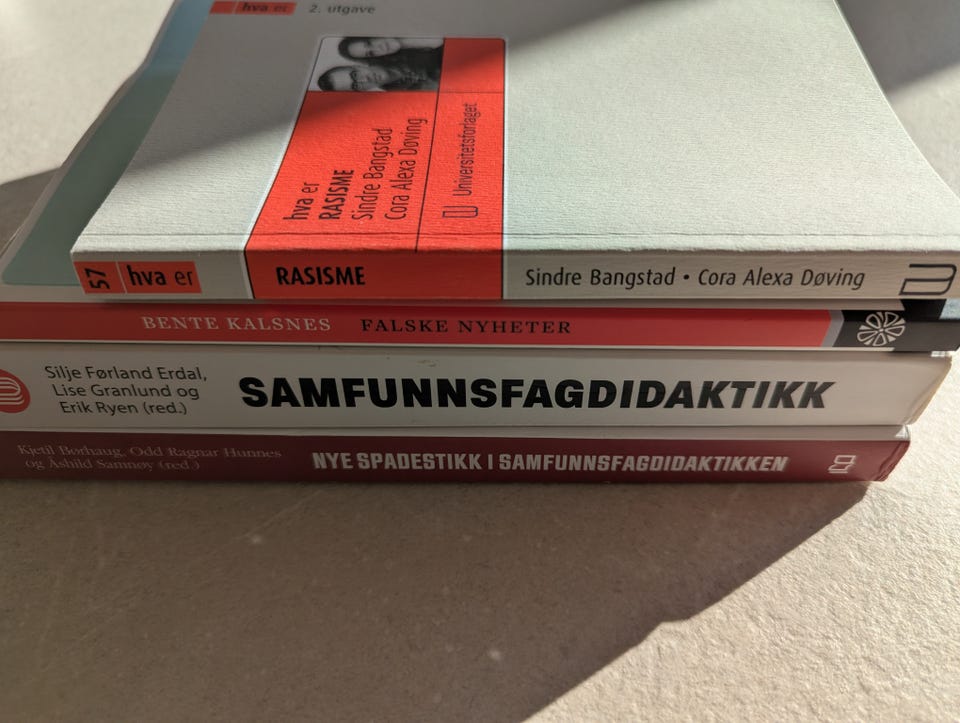 hva er 2. utgave
hva er
RASISME
Sindre Bangstad
Cora Alexa Døving
Universitetsforlaget
57 hva er RASISME Sindre Bangstad • Cora Alexa Døving
BENTE KALSNES FALSKE NYHETER
Silje Førland Erdal,
Lise Granlund og
Erik Ryen (red.)
SAMFUNNSFAGDIDAKTIKK
Kjetil Børhaug, Odd Ragnar Hunnes
og Åshild Samnøy (red.)
NYE SPADESTIKK I SAMFUNNSFAGDIDAKTIKKEN